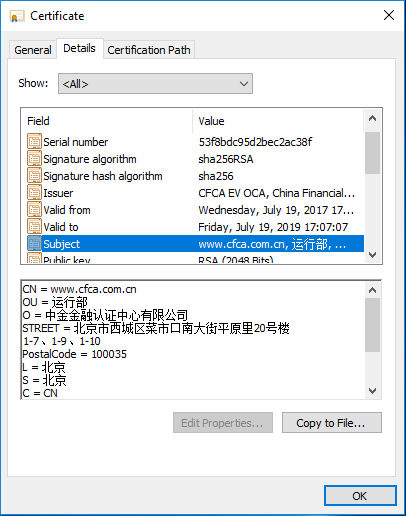 Certificate
General Details Certification Path
Show: <All>
Field Value
Serial number 53f8bdc95d2bec2ac38f
Signature algorithm sha256RSA
Signature hash algorithm sha256
Issuer CFCA EV OCA, China Financial...
Valid from Wednesday, July 19, 2017 17...
Valid to Friday, July 19, 2019 17:07:07
Subject www.cfca.com.cn, 运行部, ...
Public key RSA (2048 Bits)
CN = www.cfca.com.cn
OU = 运行部
O = 中金金融认证中心有限公司
STREET = 北京市西城区菜市口南大街平原里20号楼
1-7、1-9、1-10
PostalCode = 100035
L = 北京
S = 北京
C = CN
Edit Properties... Copy to File...
OK